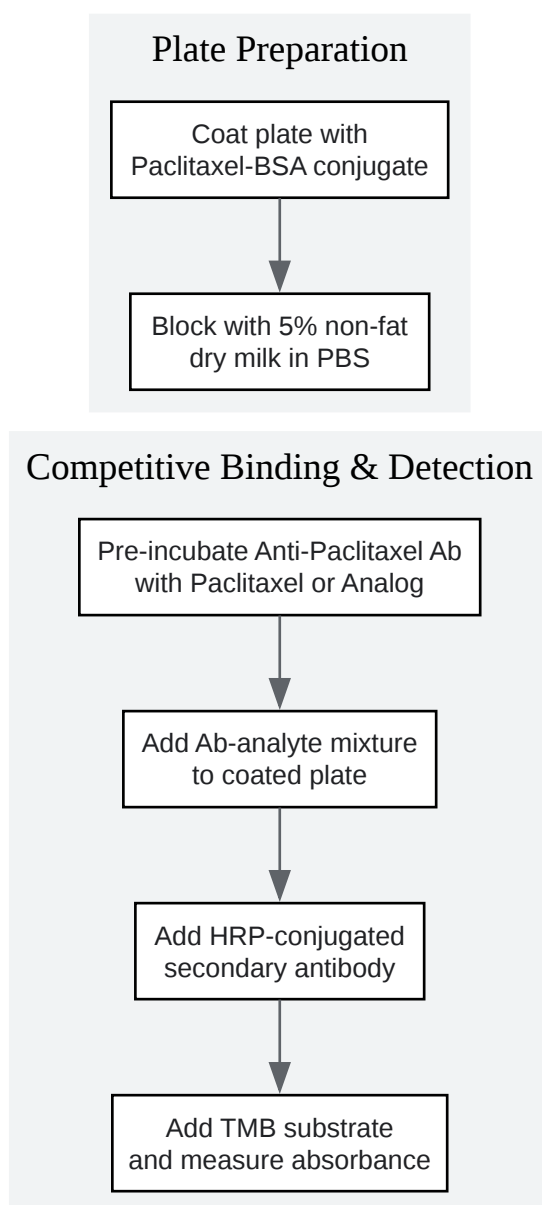 Plate Preparation
Coat plate with
Paclitaxel-BSA conjugate
Block with 5% non-fat
dry milk in PBS
Competitive Binding & Detection
Pre-incubate Anti-Paclitaxel Ab
with Paclitaxel or Analog
Add Ab-analyte mixture
to coated plate
Add HRP-conjugated
secondary antibody
Add TMB substrate
and measure absorbance